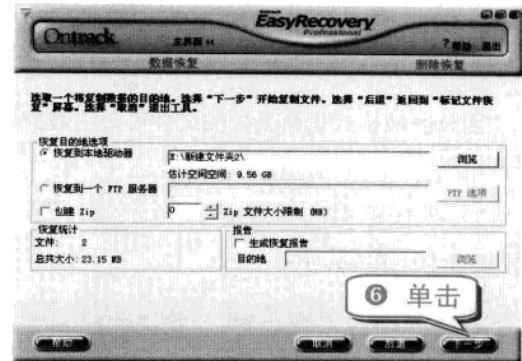 Ontrack
EasyRecovery
Professional
主界面
? 帮助 退出
数据恢复
删除恢复
选取一个将复制数据的目的地。选择“下一步”开始复制文件。选择“后退”返回到“标记文件恢
复”屏幕。选择“取消”退出工具。
恢复目的地选项
恢复到本地驱动器
:\新建文件夹2\
浏览
估计空闲空间: 9.56 GB
恢复到一个 FTP 服务器
FTP 选项
创建 Zip
0
Zip 文件大小限制 (MB)
恢复统计
报告
文件: 2
生成恢复报告
总共大小: 23.15 MB
目的地
浏览
❻ 单击
帮助
取消
后退
下一步